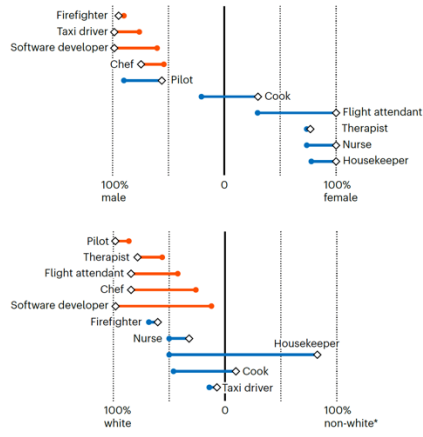 Firefighter
Taxi driver
Software developer
Chef
Pilot
Cook
Flight attendant
Therapist
Nurse
Housekeeper
100% 0 100%
male female
Pilot
Therapist
Flight attendant
Chef
Software developer
Firefighter
Nurse
Housekeeper
Cook
Taxi driver
100% 0 100%
white non-white*